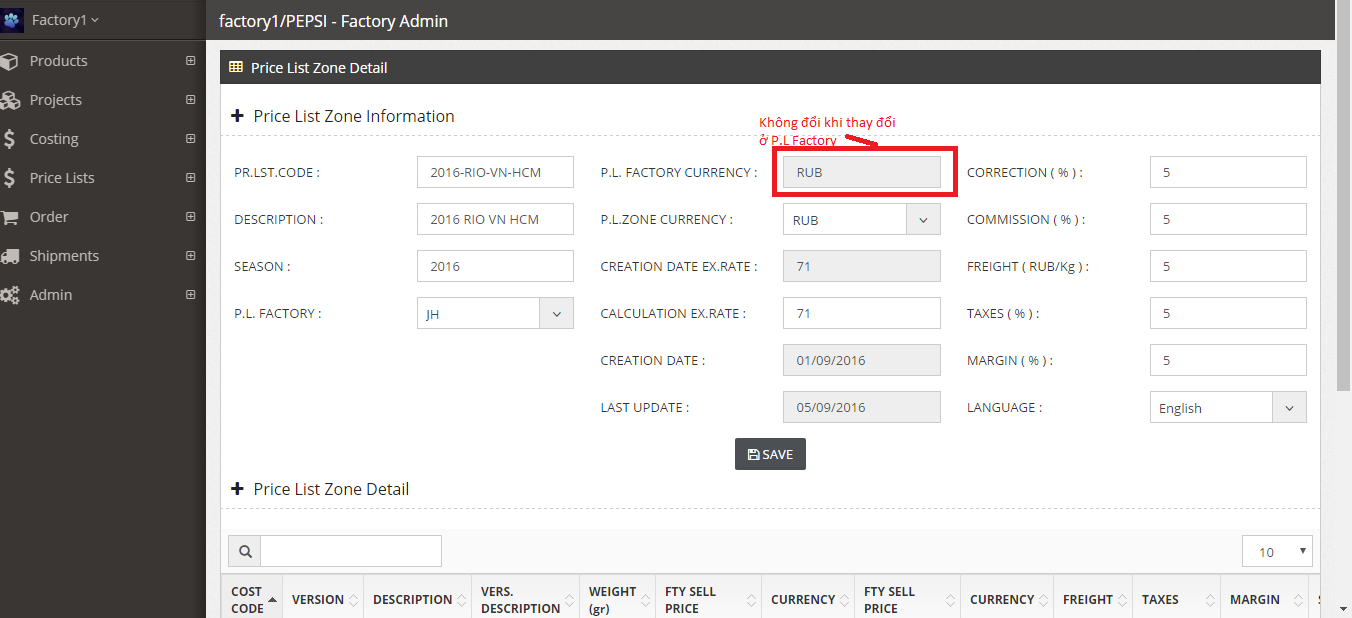 Factory1
factory1/PEPSI - Factory Admin
Products
Projects
Costing
Price Lists
Order
Shipments
Admin
Price List Zone Detail
Price List Zone Information
Không đổi khi thay đổi
ở P.L Factory
PR.LST.CODE : 2016-RIO-VN-HCM P.L. FACTORY CURRENCY : RUB CORRECTION ( % ) : 5
DESCRIPTION : 2016 RIO VN HCM P.L.ZONE CURRENCY : RUB COMMISSION ( % ) : 5
SEASON : 2016 CREATION DATE EX.RATE : 71 FREIGHT ( RUB/Kg ) : 5
P.L. FACTORY : JH CALCULATION EX.RATE : 71 TAXES ( % ) : 5
CREATION DATE : 01/09/2016 MARGIN ( % ) : 5
LAST UPDATE : 05/09/2016 LANGUAGE : English
SAVE
Price List Zone Detail
10
COST VERS. WEIGHT FTY SELL FTY SELL
VERSION DESCRIPTION CURRENCY CURRENCY FREIGHT TAXES MARGIN
CODE DESCRIPTION (gr) PRICE PRICE